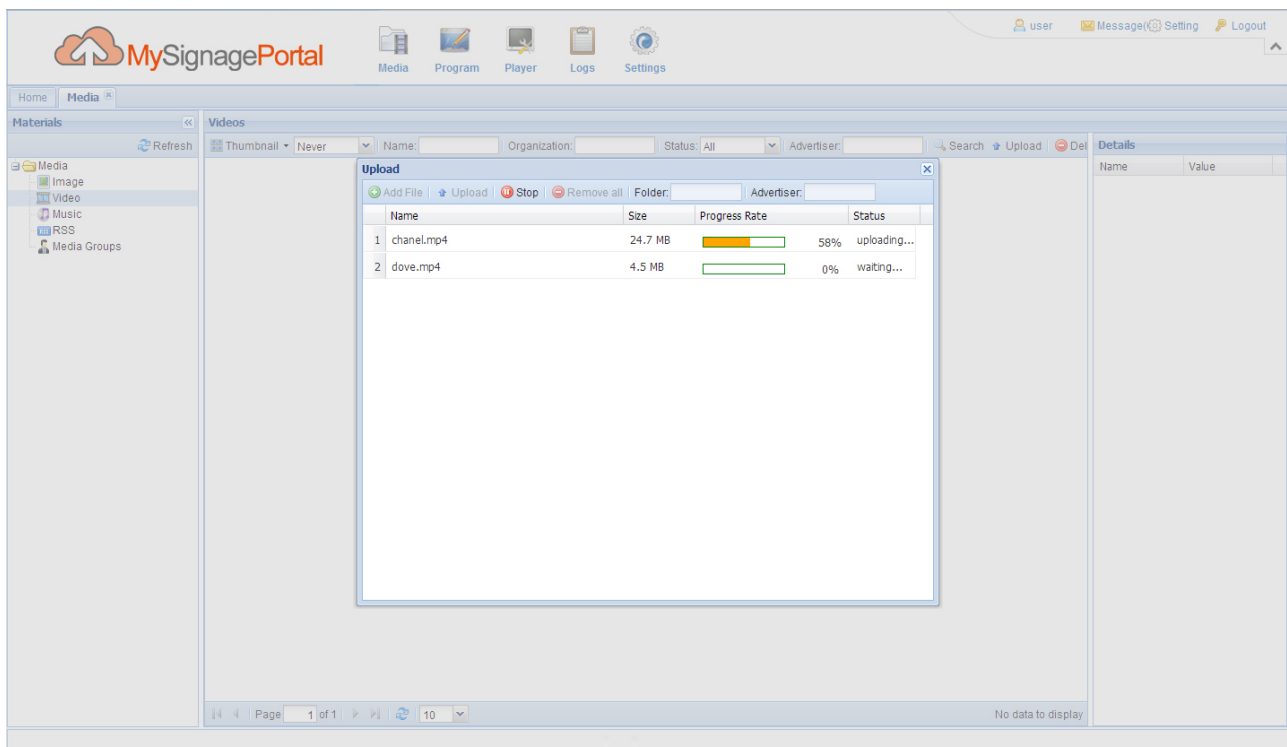 user Message( Setting Logout
MySignagePortal
Media Program Player Logs Settings
Home Media
Materials Videos
Refresh Thumbnail Never Name: Organization: Status: All Advertiser: Search Upload Del Details
Name Value
Media
Image
Video
Music
RSS
Media Groups
Upload
Add File Upload Stop Remove all Folder: Advertiser:
Name Size Progress Rate Status
1 chanel.mp4 24.7 MB 58% uploading...
2 dove.mp4 4.5 MB 0% waiting...
Page 1 of 1 10 No data to display